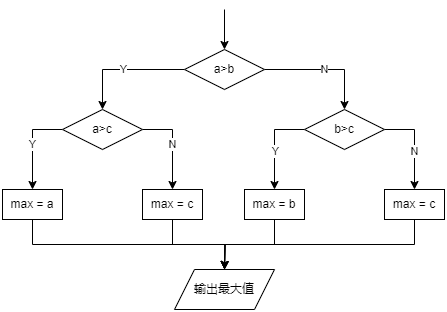 a>b
Y
N
a>c
b>c
Y
N
Y
N
max = a
max = c
max = b
max = c
输出最大值